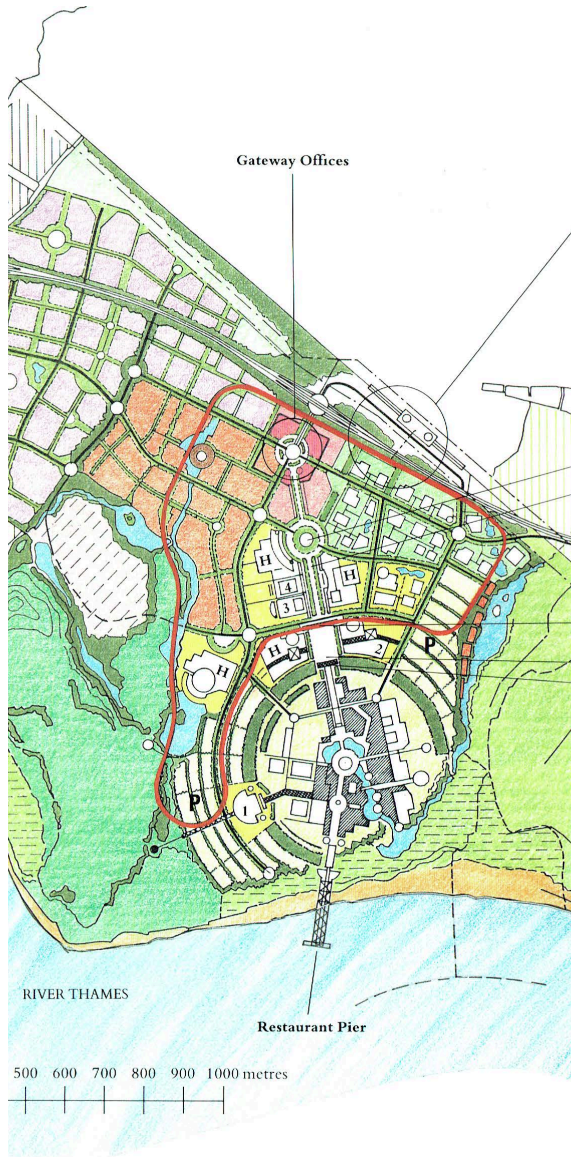 Gateway Offices
H
4
H
3
H
2
P
H
P
1
RIVER THAMES
Restaurant Pier
500 600 700 800 900 1000 metres